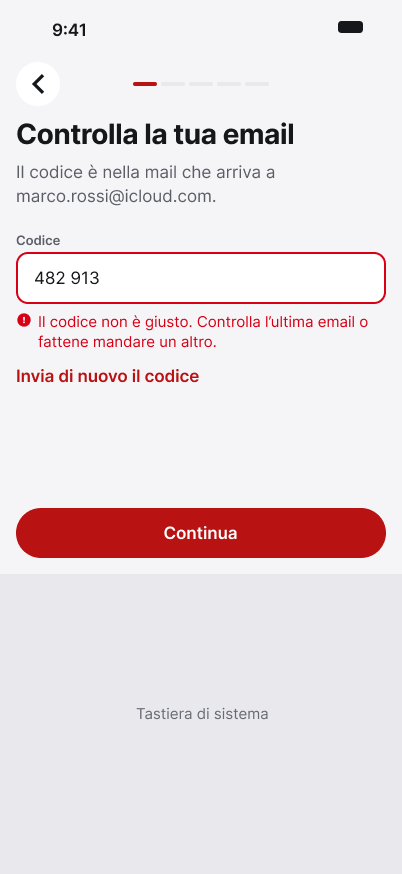 9:41
Controlla la tua email
Il codice è nella mail che arriva a
marco.rossi@icloud.com.
Codice
482 913
Il codice non è giusto. Controlla l’ultima email o
fattene mandare un altro.
Invia di nuovo il codice
Continua
Tastiera di sistema